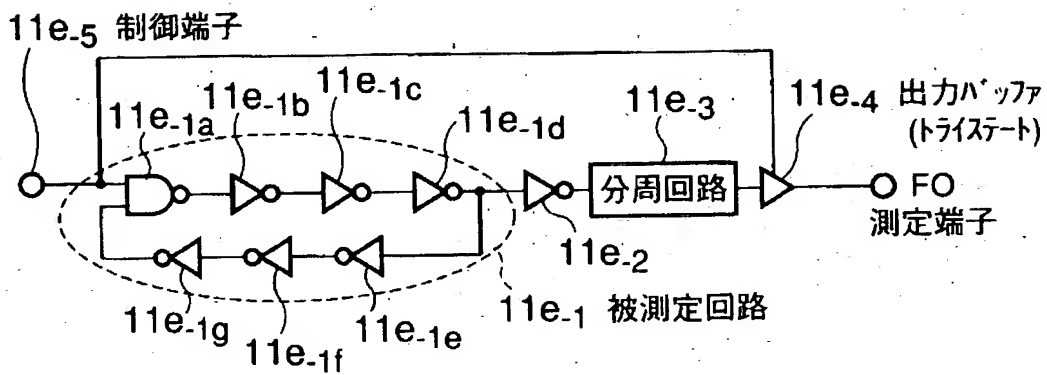 11e-5 制御端子
11e-1a
11e-1b
11e-1c
11e-1d
11e-3
11e-4 出力バッファ
(トライステート)
分周回路
FO
測定端子
11e-2
11e-1 被測定回路
11e-1g
11e-1f
11e-1e